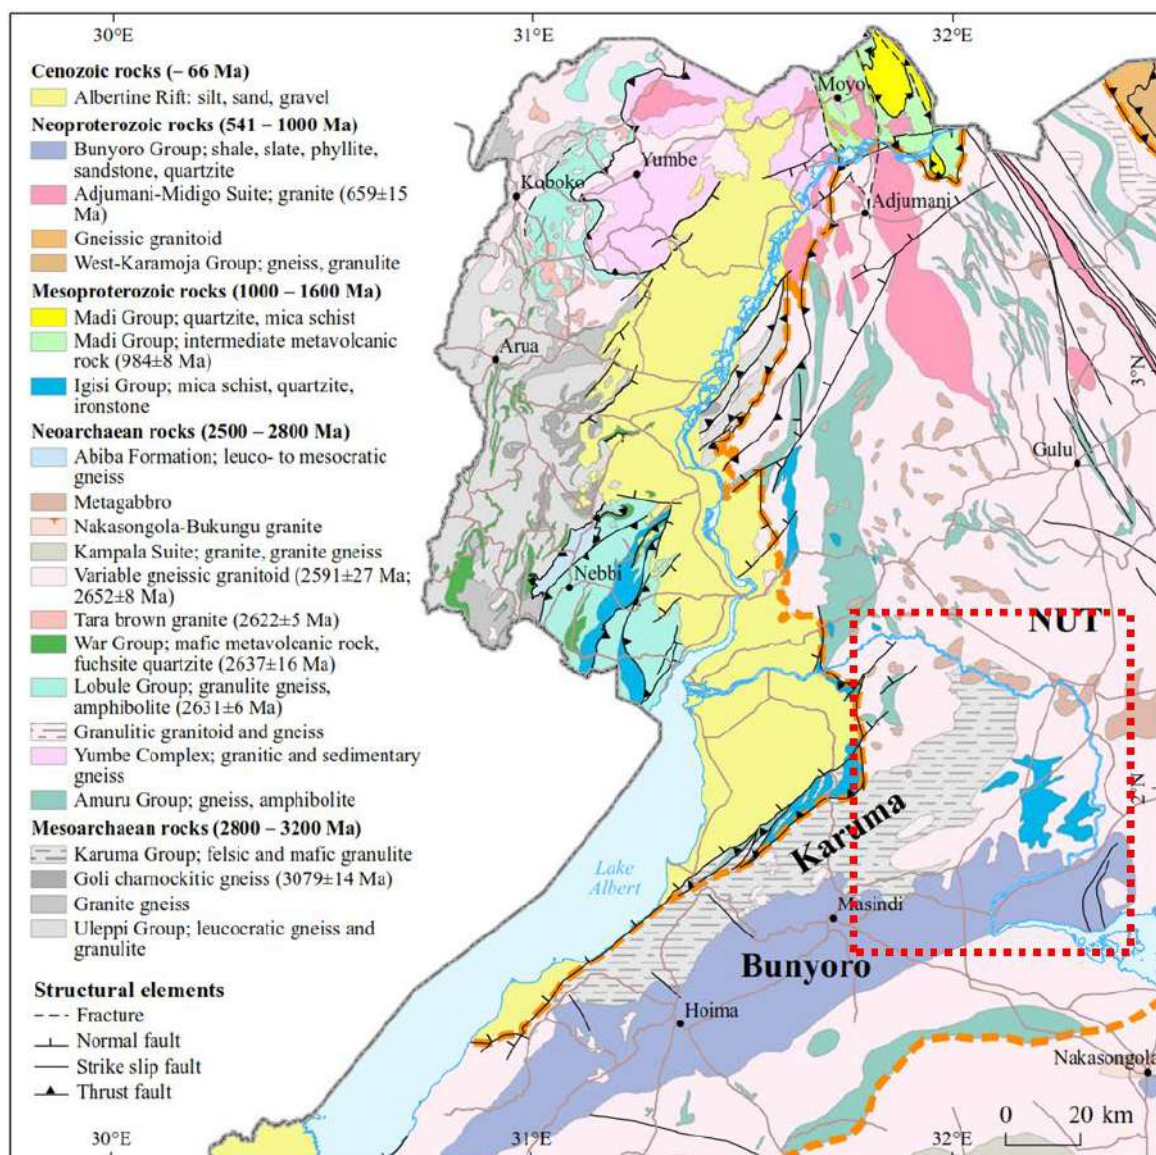 30°E
31°E
32°E
Cenozoic rocks (– 66 Ma)
Albertine Rift: silt, sand, gravel
Neoproterozoic rocks (541 – 1000 Ma)
Bunyoro Group; shale, slate, phyllite,
sandstone, quartzite
Adjumani-Midigo Suite; granite (659±15
Ma)
Gneissic granitoid
West-Karamoja Group; gneiss, granulite
Mesoproterozoic rocks (1000 – 1600 Ma)
Madi Group; quartzite, mica schist
Madi Group; intermediate metavolcanic
rock (984±8 Ma)
Igisi Group; mica schist, quartzite,
ironstone
Neoarchaean rocks (2500 – 2800 Ma)
Abiba Formation; leuco- to mesocratic
gneiss
Metagabbro
Nakasongola-Bukungu granite
Kampala Suite; granite, granite gneiss
Variable gneissic granitoid (2591±27 Ma;
2652±8 Ma)
Tara brown granite (2622±5 Ma)
War Group; mafic metavolcanic rock,
fuchsite quartzite (2637±16 Ma)
Lobule Group; granulite gneiss,
amphibolite (2631±6 Ma)
Granulitic granitoid and gneiss
Yumbe Complex; granitic and sedimentary
gneiss
Amuru Group; gneiss, amphibolite
Mesoarchaean rocks (2800 – 3200 Ma)
Karuma Group; felsic and mafic granulite
Goli charnockitic gneiss (3079±14 Ma)
Granite gneiss
Uleppi Group; leucocratic gneiss and
granulite
Structural elements
Fracture
Normal fault
Strike slip fault
Thrust fault
Moyo
Yumbe
Koboko
Adjumani
Arua
3°N
Gulu
Nebbi
NUT
2°N
Karuma
Lake
Albert
Masindi
Bunyoro
Hoima
Nakasongola
0 20 km
30°E
31°E
32°E